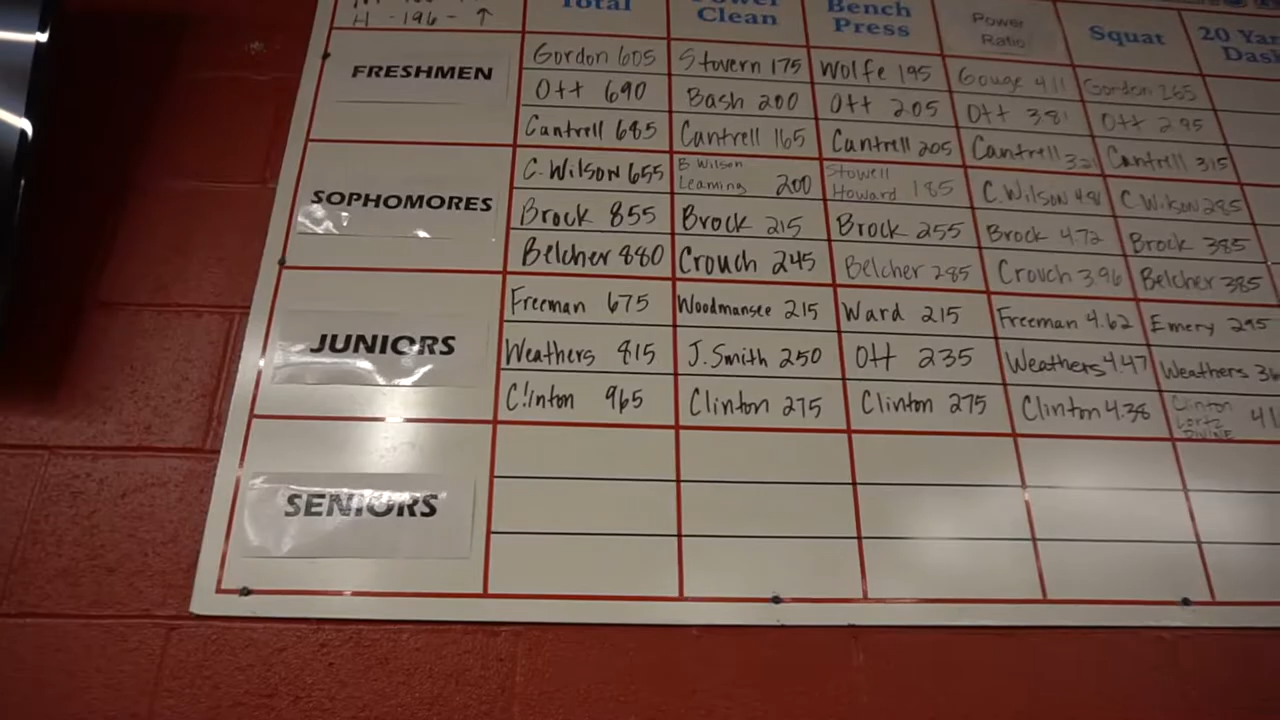 H - 196 - ↑
Total
Power Clean
Bench Press
Power Ratio
Squat
20 Yard Dash
FRESHMEN
Gordon 605 Stovern 175 Wolfe 195 Gouge 4.11 Gordon 265
Ott 690 Bash 200 Ott 205 Ott 3.81 Ott 295
Cantrell 685 Cantrell 165 Cantrell 205 Cantrell 3.21 Cantrell 315
SOPHOMORES
C. Wilson 655 B Wilson Leaming 200 Stowell Howard 185 C. Wilson 4.81 C. Wilson 285
Brock 855 Brock 215 Brock 255 Brock 4.72 Brock 385
Belcher 880 Crouch 245 Belcher 285 Crouch 3.96 Belcher 385
JUNIORS
Freeman 675 Woodmansee 215 Ward 215 Freeman 4.62 Emery 295
Weathers 815 J. Smith 250 Ott 235 Weathers 4.47 Weathers
Clinton 965 Clinton 275 Clinton 275 Clinton 4.38 Clinton Lortz DIVINE
SENIORS